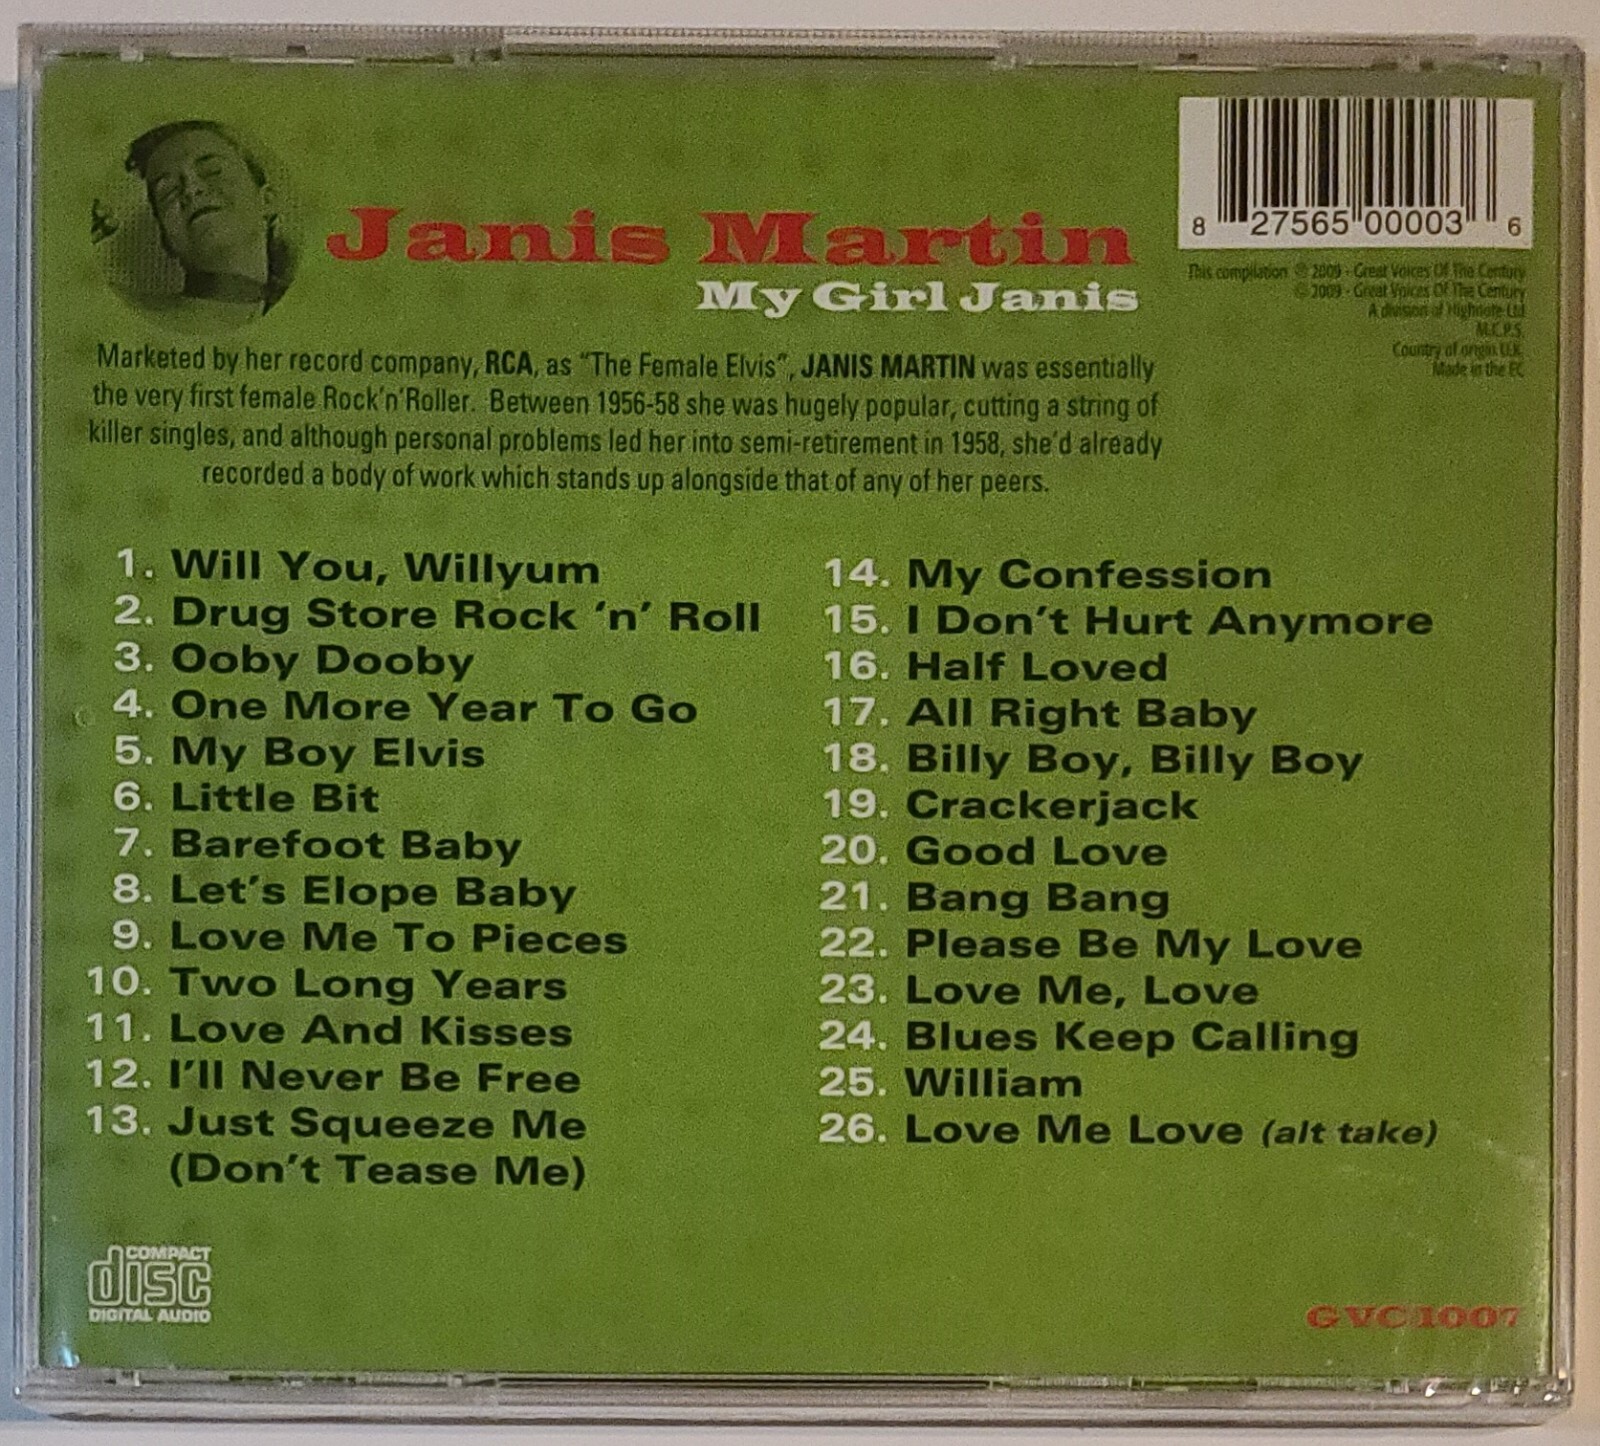 Janis Martin
My Girl Janis
8 27565 00003 6
This compilation ℗ 2009 - Great Voices Of The Century
© 2009 - Great Voices Of The Century
A division of Highnote Ltd
M.C.P.S.
Country of origin U.K.
Made in the EC
Marketed by her record company, RCA, as "The Female Elvis", JANIS MARTIN was essentially
the very first female Rock'n'Roller. Between 1956-58 she was hugely popular, cutting a string of
killer singles, and although personal problems led her into semi-retirement in 1958, she'd already
recorded a body of work which stands up alongside that of any of her peers.
1. Will You, Willyum
2. Drug Store Rock 'n' Roll
3. Ooby Dooby
4. One More Year To Go
5. My Boy Elvis
6. Little Bit
7. Barefoot Baby
8. Let's Elope Baby
9. Love Me To Pieces
10. Two Long Years
11. Love And Kisses
12. I'll Never Be Free
13. Just Squeeze Me
(Don't Tease Me)
14. My Confession
15. I Don't Hurt Anymore
16. Half Loved
17. All Right Baby
18. Billy Boy, Billy Boy
19. Crackerjack
20. Good Love
21. Bang Bang
22. Please Be My Love
23. Love Me, Love
24. Blues Keep Calling
25. William
26. Love Me Love (alt take)
COMPACT
disc
DIGITAL AUDIO
GVC 1007